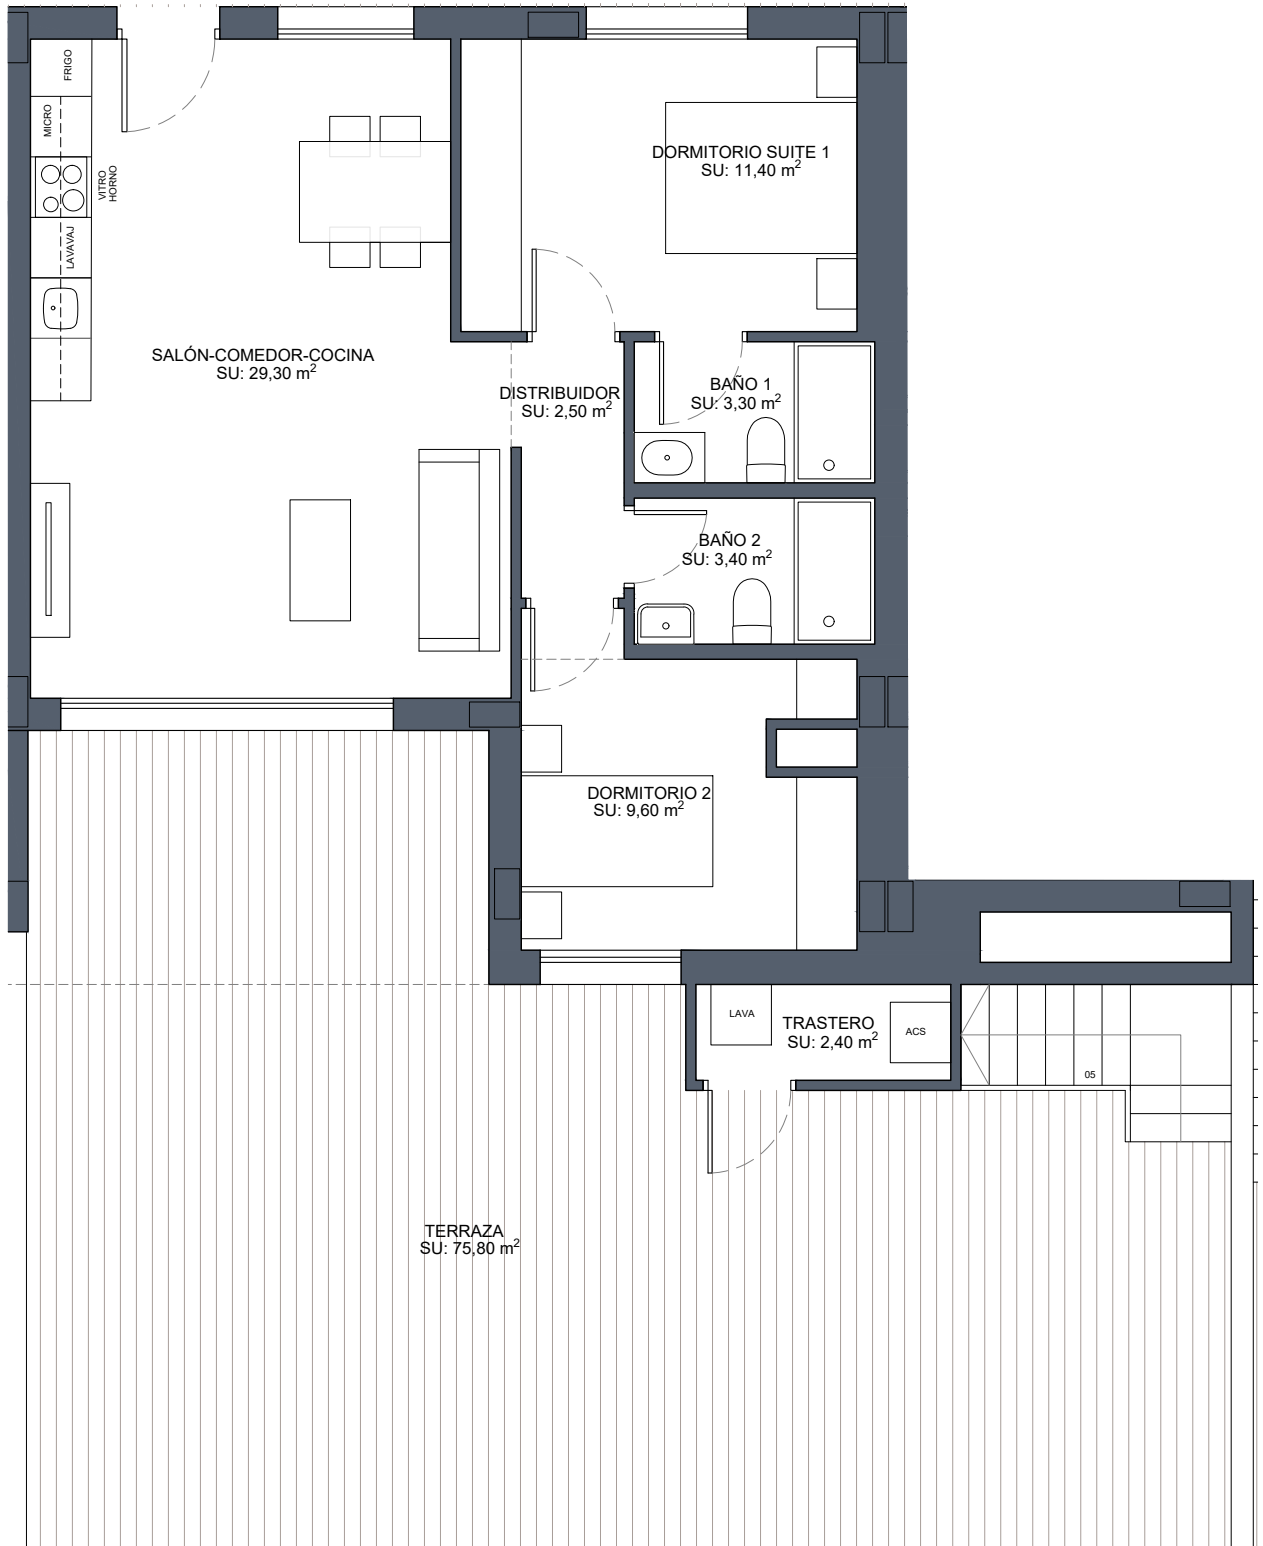 FRIGO
MICRO
VITRO
HORNO
LAVAVAJ
DORMITORIO SUITE 1
SU: 11,40 m²
SALÓN-COMEDOR-COCINA
SU: 29,30 m²
DISTRIBUIDOR
SU: 2,50 m²
BAÑO 1
SU: 3,30 m²
BAÑO 2
SU: 3,40 m²
DORMITORIO 2
SU: 9,60 m²
LAVA
TRASTERO
SU: 2,40 m²
ACS
05
TERRAZA
SU: 75,80 m²